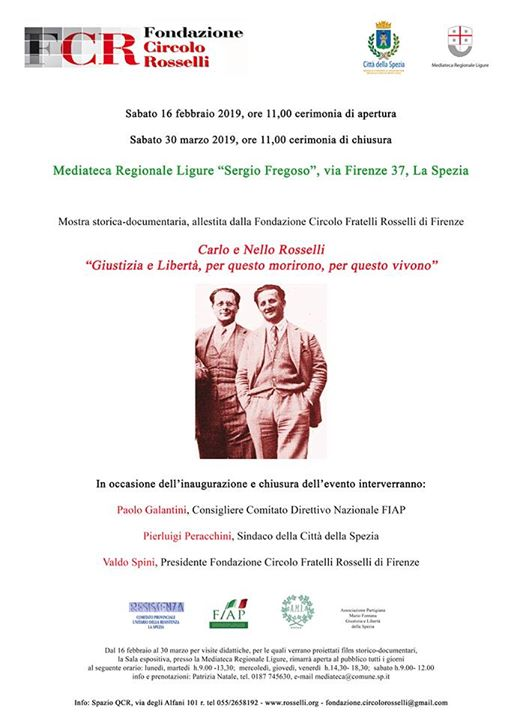 FCR
Fondazione
Circolo
Rosselli
Città della Spezia
Mediateca Regionale Ligure
Sabato 16 febbraio 2019, ore 11,00 cerimonia di apertura
Sabato 30 marzo 2019, ore 11,00 cerimonia di chiusura
Mediateca Regionale Ligure “Sergio Fregoso”, via Firenze 37, La Spezia
Mostra storica-documentaria, allestita dalla Fondazione Circolo Fratelli Rosselli di Firenze
Carlo e Nello Rosselli
“Giustizia e Libertà, per questo morirono, per questo vivono”
In occasione dell’inaugurazione e chiusura dell’evento interverranno:
Paolo Galantini, Consigliere Comitato Direttivo Nazionale FIAP
Pierluigi Peracchini, Sindaco della Città della Spezia
Valdo Spini, Presidente Fondazione Circolo Fratelli Rosselli di Firenze
RESISTENZA
COMITATO PROVINCIALE
UNITARIO DELLA RESISTENZA
LA SPEZIA
FIAP
Associazione Partigiana
Mario Fontana
Giustizia e Libertà
della Spezia
Dal 16 febbraio al 30 marzo per visite didattiche, per le quali verrano proiettati film storico-documentari,
la Sala espositiva, presso la Mediateca Regionale Ligure, rimarrà aperta al pubblico tutti i giorni
al seguente orario: lunedì, martedì h.9.00 -13,30; mercoledì, giovedì, venerdì h.14,30- 18,30; sabato h.9.00- 12.00
info e prenotazioni: Patrizia Natale, tel. 0187 745630, e-mail mediateca@comune.sp.it
Info: Spazio QCR, via degli Alfani 101 r. tel 055/2658192 - www.rosselli.org - fondazione.circolorosselli@gmail.com